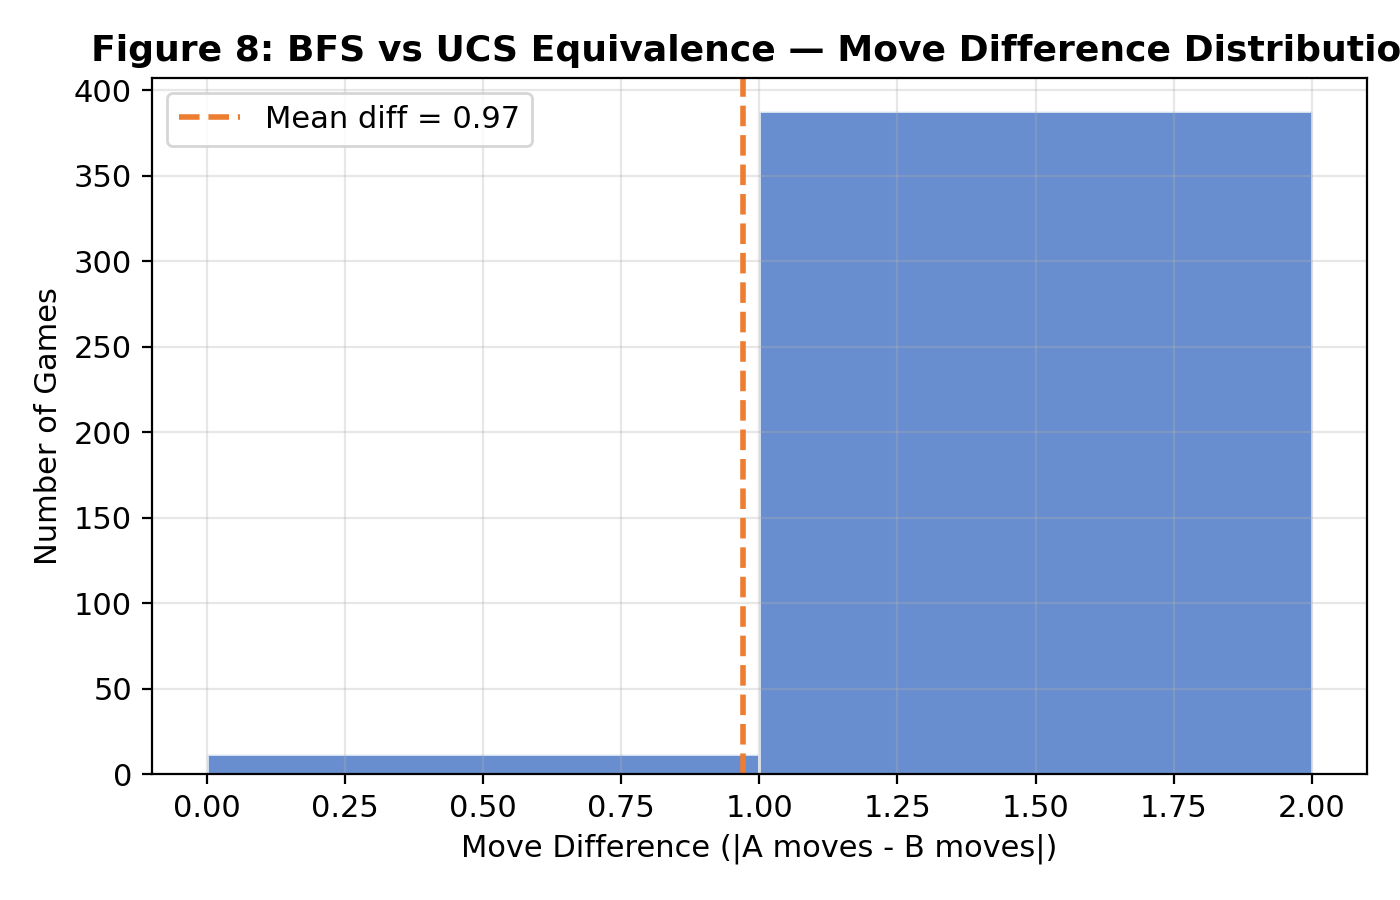 Figure 8: BFS vs UCS Equivalence — Move Difference Distributio
Mean diff = 0.97
400
350
300
250
200
150
100
50
0
Number of Games
0.00 0.25 0.50 0.75 1.00 1.25 1.50 1.75 2.00
Move Difference (|A moves - B moves|)